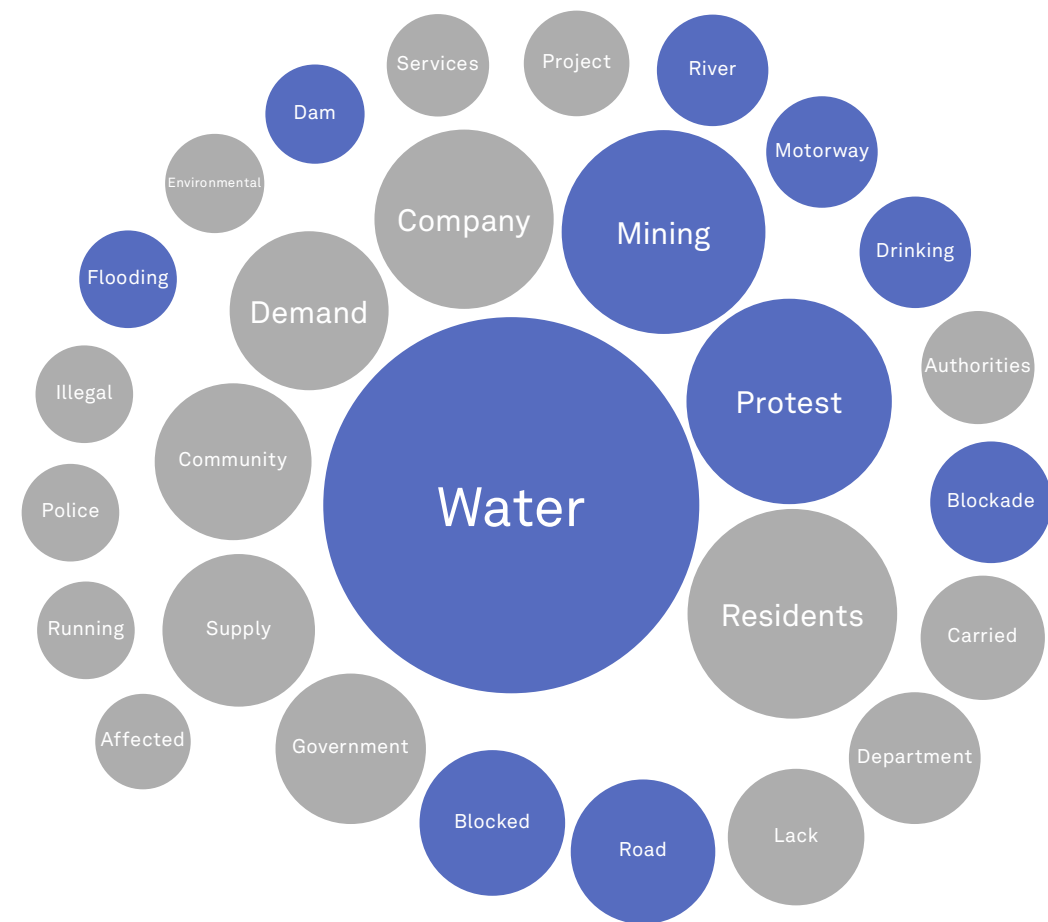 Services
Project
River
Dam
Motorway
Environmental
Company
Mining
Drinking
Flooding
Demand
Authorities
Illegal
Protest
Community
Blockade
Water
Police
Residents
Running
Supply
Carried
Affected
Government
Department
Blocked
Lack
Road